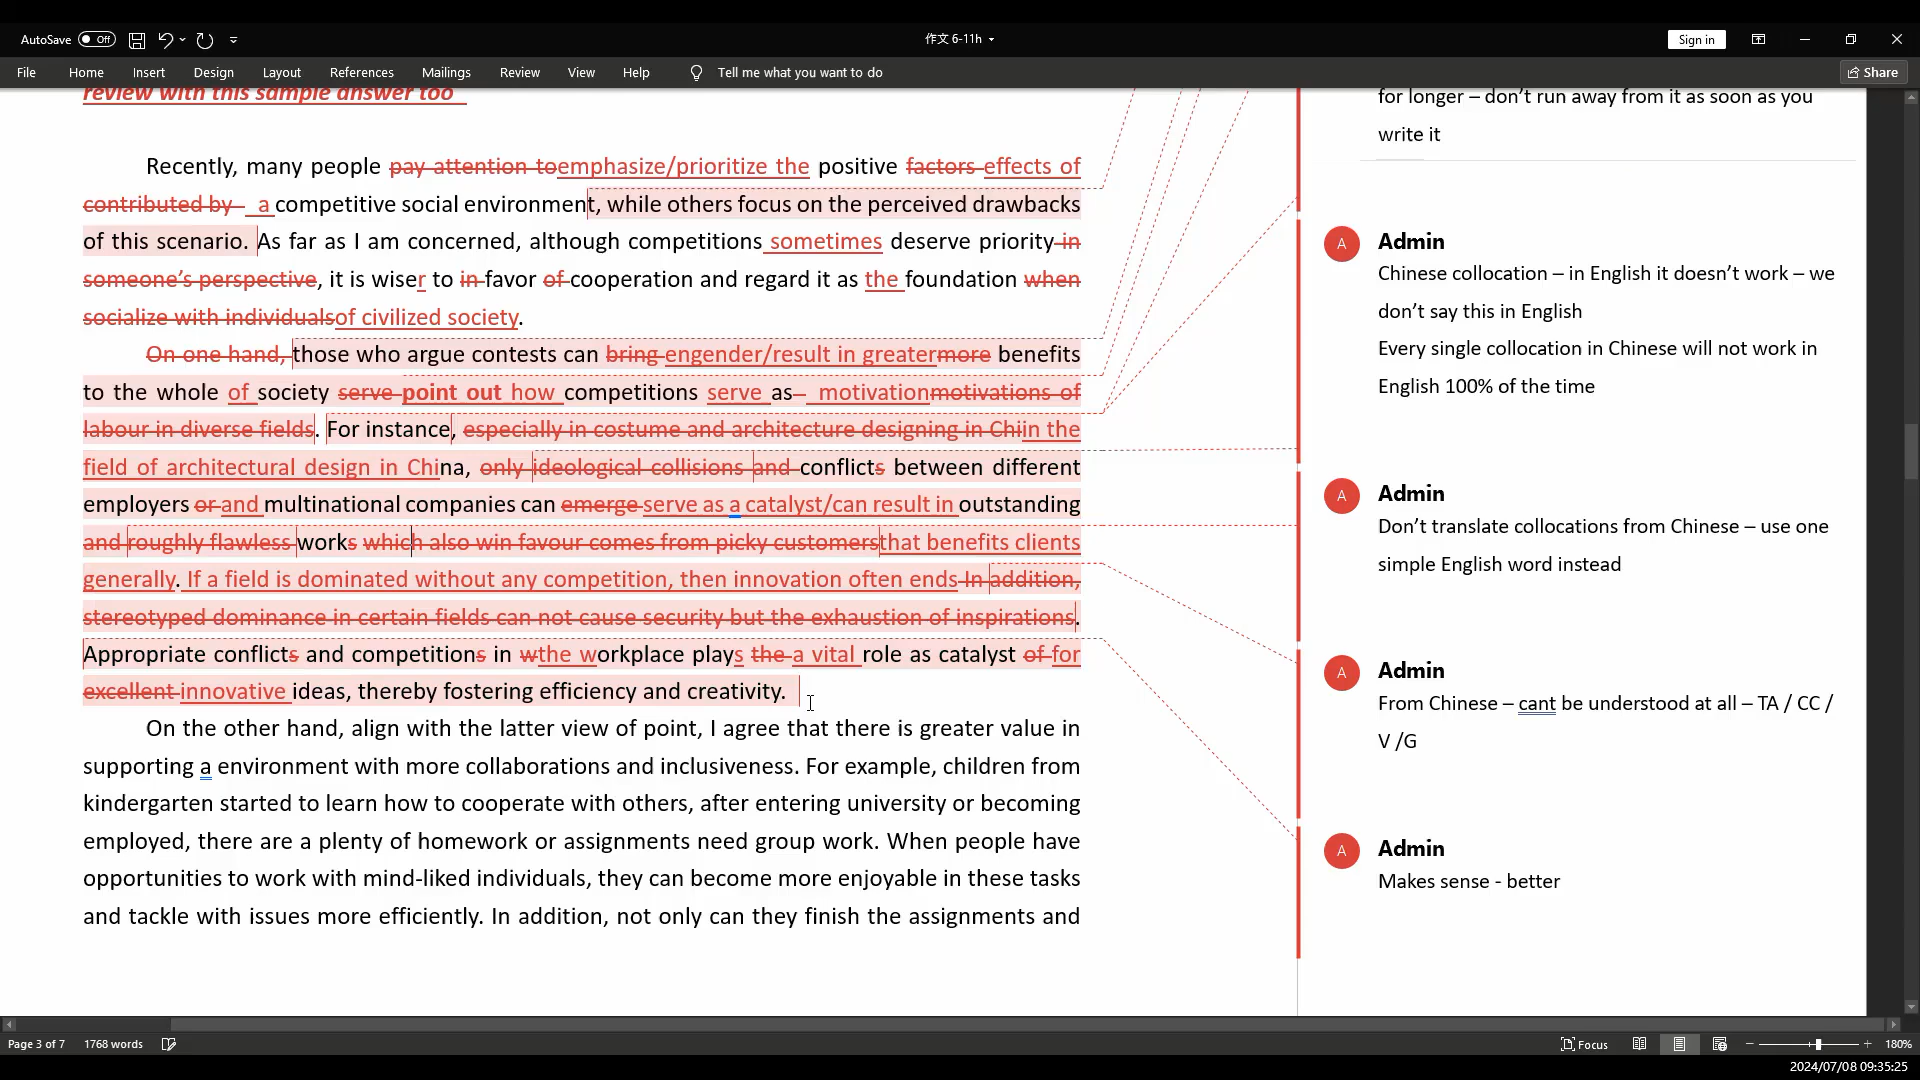 AutoSave Off
作文 6-11h
Sign in
File Home Insert Design Layout References Mailings Review View Help Tell me what you want to do
Share
review with this sample answer too
Recently, many people pay attention toemphasize/prioritize the positive factors effects of
contributed by a competitive social environment, while others focus on the perceived drawbacks
of this scenario. As far as I am concerned, although competitions sometimes deserve priority in
someone’s perspective, it is wiser to in favor of cooperation and regard it as the foundation when
socialize with individualsof civilized society.
On one hand, those who argue contests can bring engender/result in greatermore benefits
to the whole of society serve point out how competitions serve as motivationmotivations of
labour in diverse fields. For instance, especially in costume and architecture designing in Chiin the
field of architectural design in China, only ideological collisions and conflicts between different
employers or and multinational companies can emerge serve as a catalyst/can result in outstanding
and roughly flawless works which also win favour comes from picky customersthat benefits clients
generally. If a field is dominated without any competition, then innovation often ends In addition,
stereotyped dominance in certain fields can not cause security but the exhaustion of inspirations.
Appropriate conflicts and competitions in wthe workplace plays the a vital role as catalyst of for
excellent innovative ideas, thereby fostering efficiency and creativity.
On the other hand, align with the latter view of point, I agree that there is greater value in
supporting a environment with more collaborations and inclusiveness. For example, children from
kindergarten started to learn how to cooperate with others, after entering university or becoming
employed, there are a plenty of homework or assignments need group work. When people have
opportunities to work with mind-liked individuals, they can become more enjoyable in these tasks
and tackle with issues more efficiently. In addition, not only can they finish the assignments and
for longer – don’t run away from it as soon as you
write it
A Admin
Chinese collocation – in English it doesn’t work – we
don’t say this in English
Every single collocation in Chinese will not work in
English 100% of the time
A Admin
Don’t translate collocations from Chinese – use one
simple English word instead
A Admin
From Chinese – cant be understood at all – TA / CC /
V /G
A Admin
Makes sense - better
Page 3 of 7 1768 words
Focus
180%
2024/07/08 09:35:25